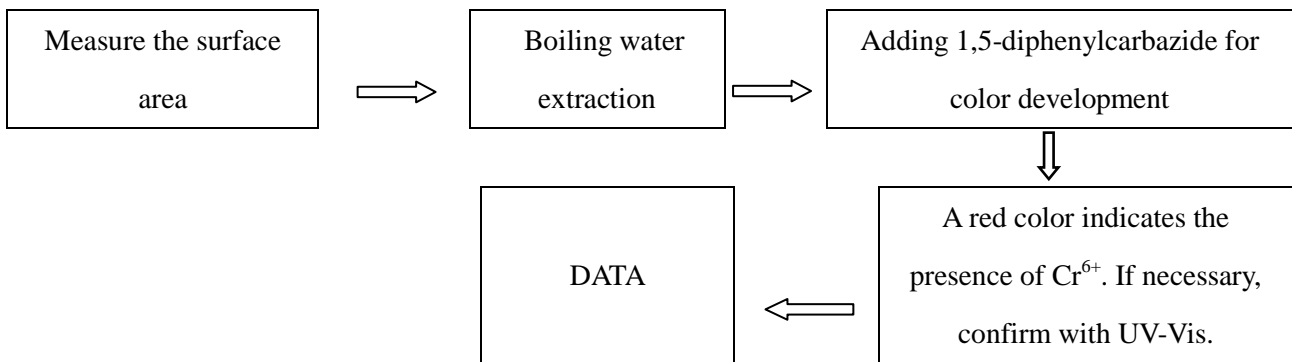 Measure the surface
area
Boiling water
extraction
Adding 1,5-diphenylcarbazide for
color development
A red color indicates the
presence of Cr⁶⁺. If necessary,
confirm with UV-Vis.
DATA